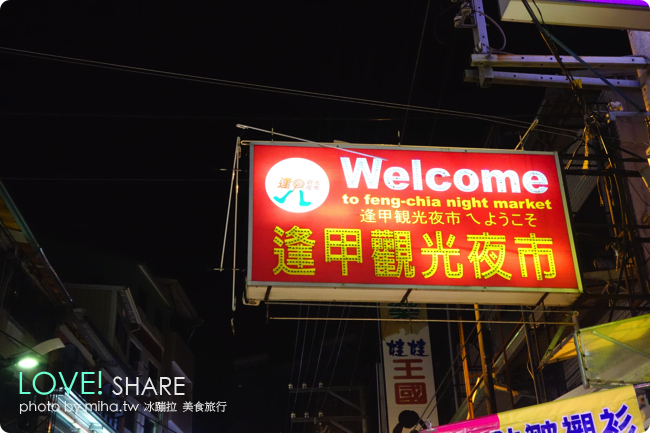 Welcome
to feng-chia night market
逢甲観光夜市へようこそ
逢甲觀光夜市
娃娃
王國
襯衫
LOVE! SHARE
photo by miha.tw 冰蹦拉 美食旅行